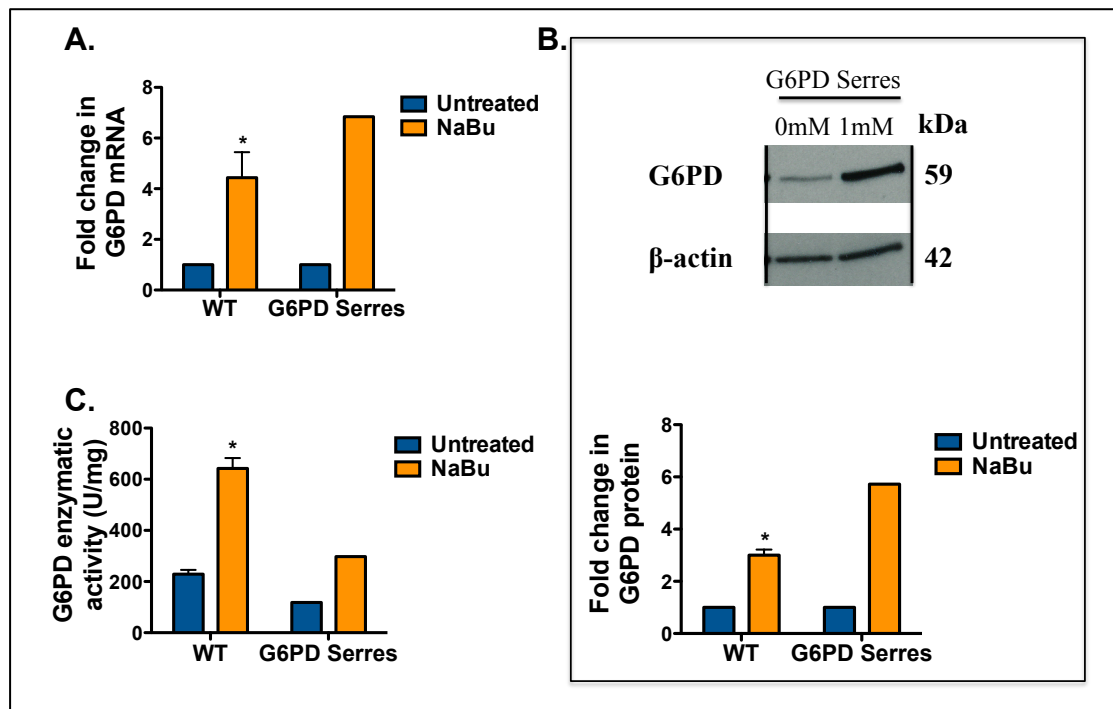 A.
Fold change in
G6PD mRNA
8
6
4
2
0
*
WT
G6PD Serres
Untreated
NaBu
B.
G6PD Serres
0mM 1mM kDa
G6PD 59
β-actin 42
C.
G6PD enzymatic
activity (U/mg)
800
600
400
200
0
*
WT
G6PD Serres
Untreated
NaBu
Fold change in
G6PD protein
8
6
4
2
0
*
WT
G6PD Serres
Untreated
NaBu